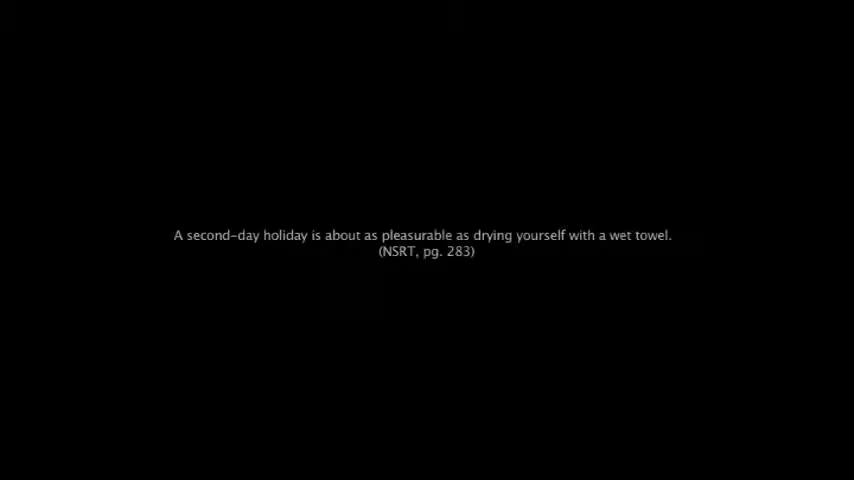 A second-day holiday is about as pleasurable as drying yourself with a wet towel.
(NSRT, pg. 283)